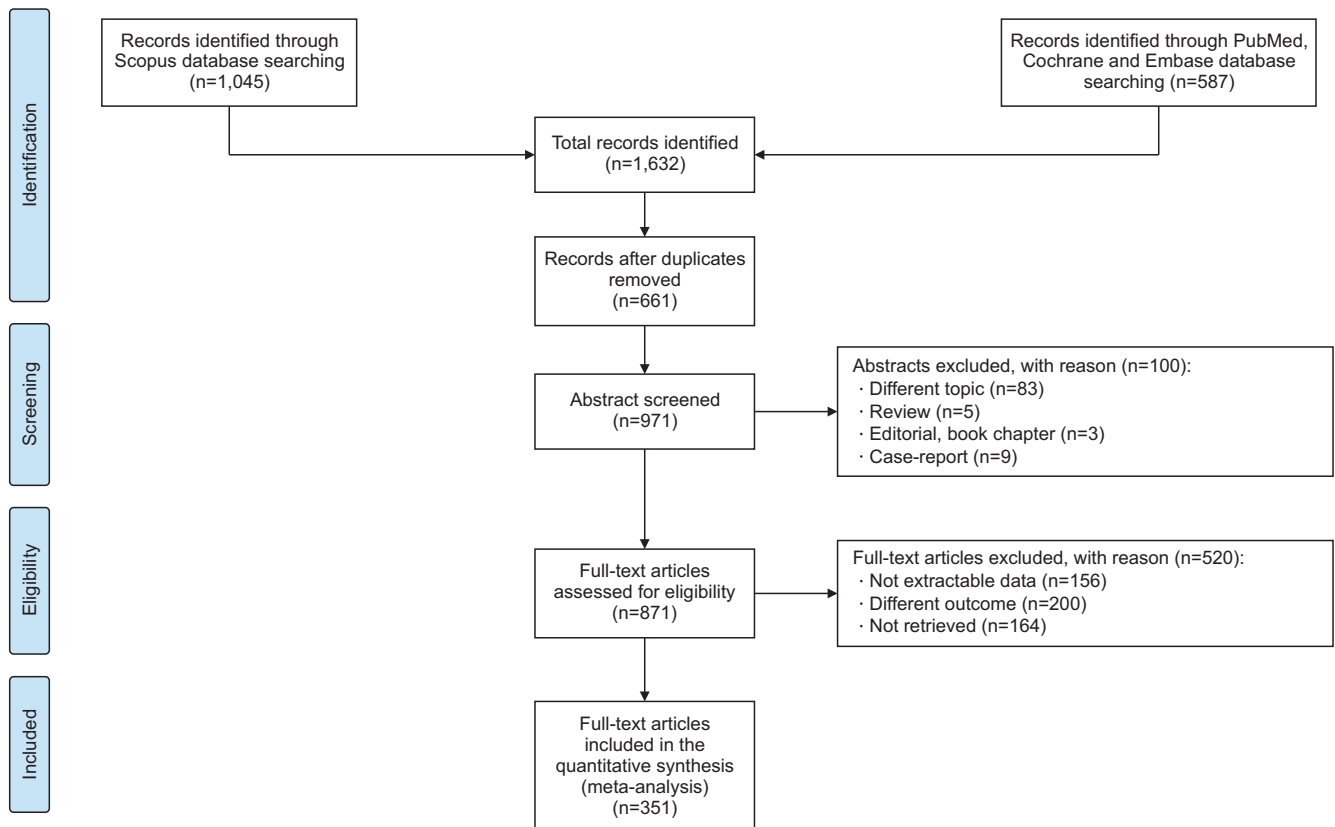 Identification
Records identified through
Scopus database searching
(n=1,045)
Records identified through PubMed,
Cochrane and Embase database
searching (n=587)
Total records identified
(n=1,632)
Records after duplicates
removed
(n=661)
Screening
Abstract screened
(n=971)
Abstracts excluded, with reason (n=100):
· Different topic (n=83)
· Review (n=5)
· Editorial, book chapter (n=3)
· Case-report (n=9)
Eligibility
Full-text articles
assessed for eligibility
(n=871)
Full-text articles excluded, with reason (n=520):
· Not extractable data (n=156)
· Different outcome (n=200)
· Not retrieved (n=164)
Included
Full-text articles
included in the
quantitative synthesis
(meta-analysis)
(n=351)